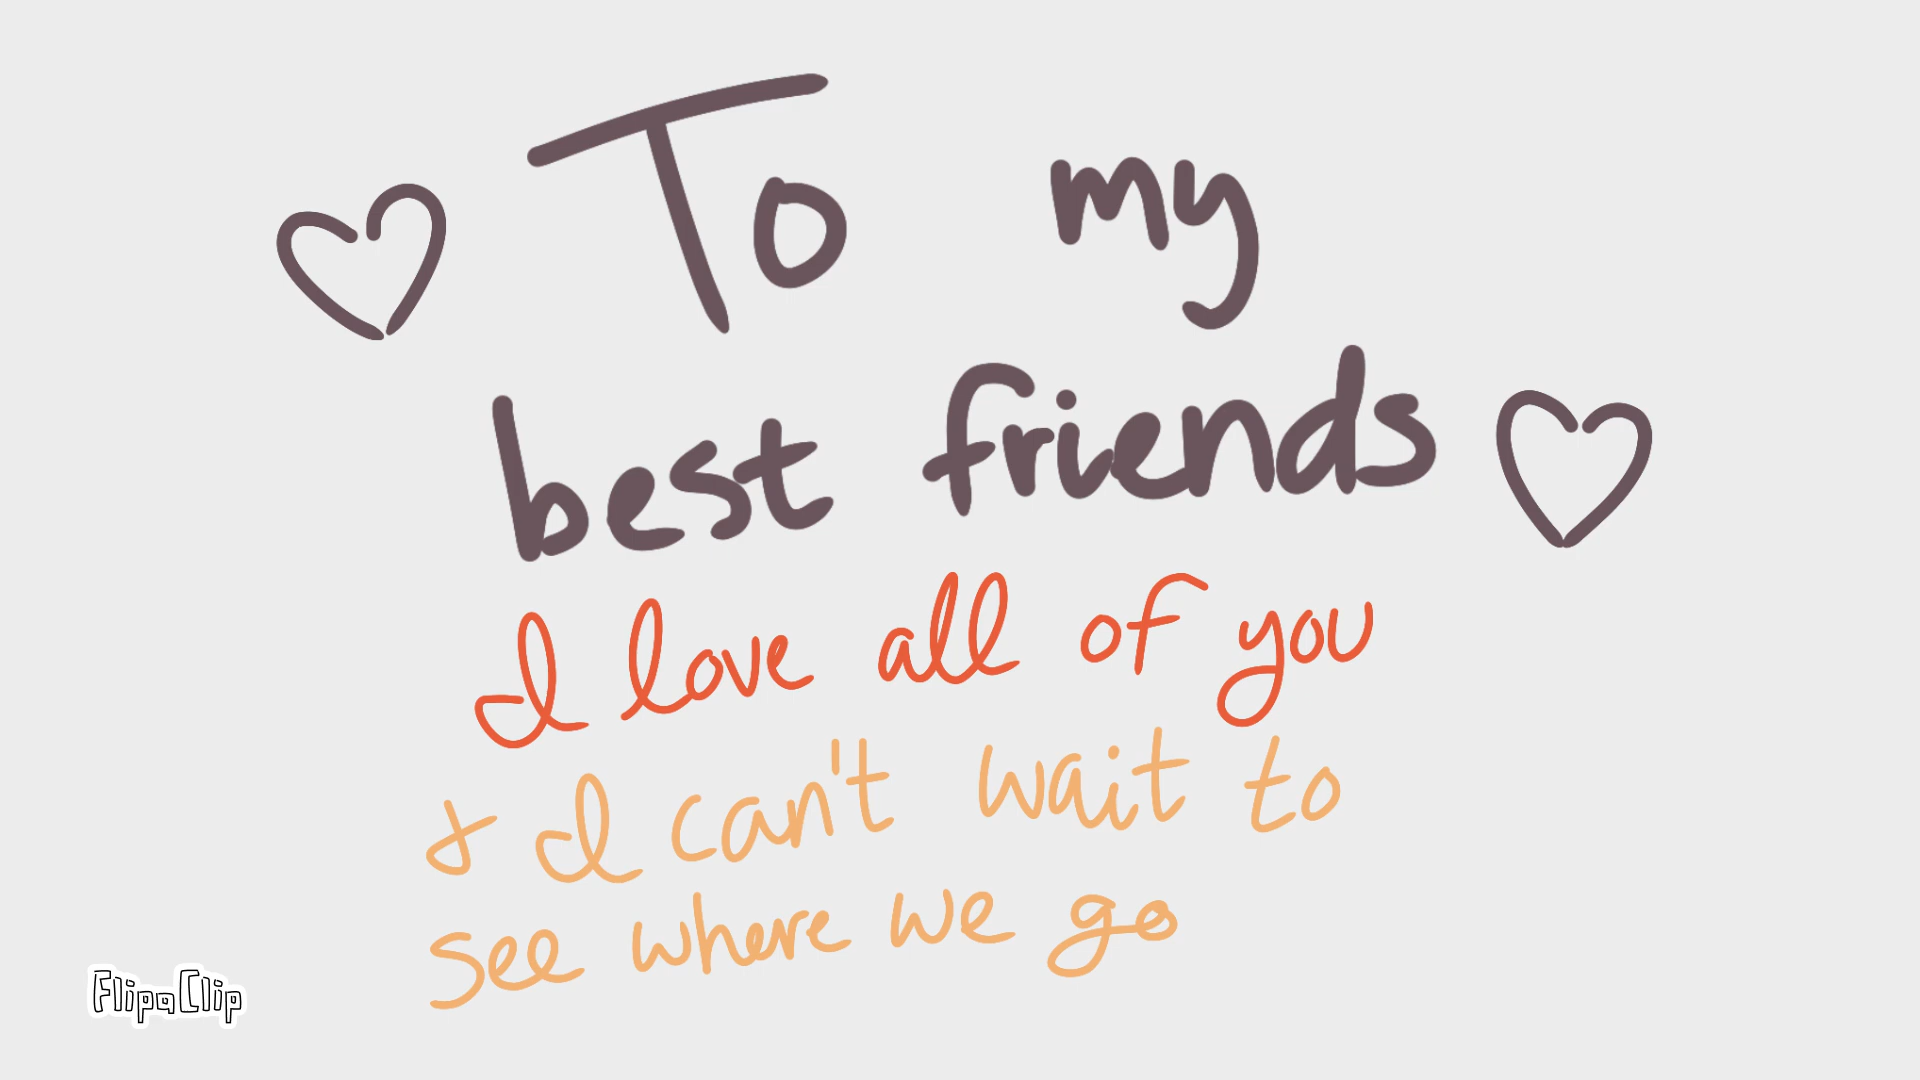 To my
best friends
I love all of you
& I can't wait to
see where we go
FlipaClip